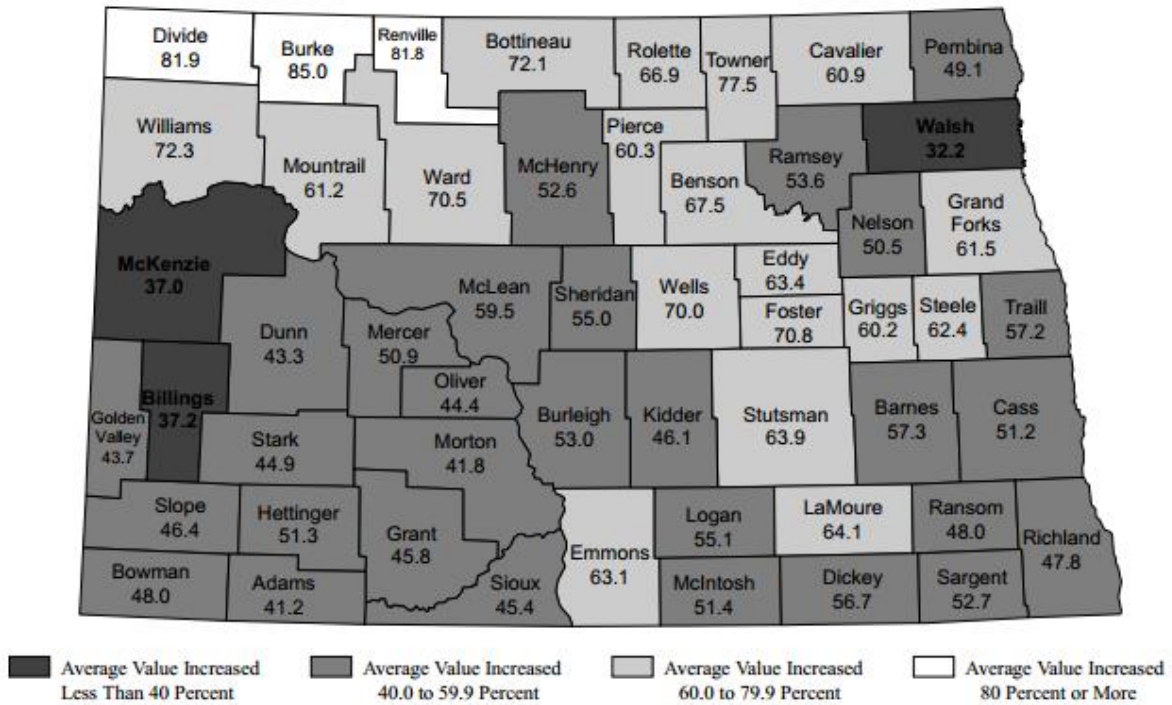 Divide
81.9
Burke
85.0
Renville
81.8
Bottineau
72.1
Rolette
66.9
Towner
77.5
Cavalier
60.9
Pembina
49.1
Williams
72.3
Mountrail
61.2
Ward
70.5
McHenry
52.6
Pierce
60.3
Benson
67.5
Ramsey
53.6
Walsh
32.2
Nelson
50.5
Grand
Forks
61.5
McKenzie
37.0
Dunn
43.3
Mercer
50.9
Oliver
44.4
McLean
59.5
Sheridan
55.0
Wells
70.0
Eddy
63.4
Foster
70.8
Griggs
60.2
Steele
62.4
Traill
57.2
Golden
Valley
43.7
Billings
37.2
Stark
44.9
Morton
41.8
Burleigh
53.0
Kidder
46.1
Stutsman
63.9
Barnes
57.3
Cass
51.2
Slope
46.4
Hettinger
51.3
Grant
45.8
Emmons
63.1
Logan
55.1
LaMoure
64.1
Ransom
48.0
Richland
47.8
Bowman
48.0
Adams
41.2
Sioux
45.4
McIntosh
51.4
Dickey
56.7
Sargent
52.7
Average Value Increased
Less Than 40 Percent
Average Value Increased
40.0 to 59.9 Percent
Average Value Increased
60.0 to 79.9 Percent
Average Value Increased
80 Percent or More